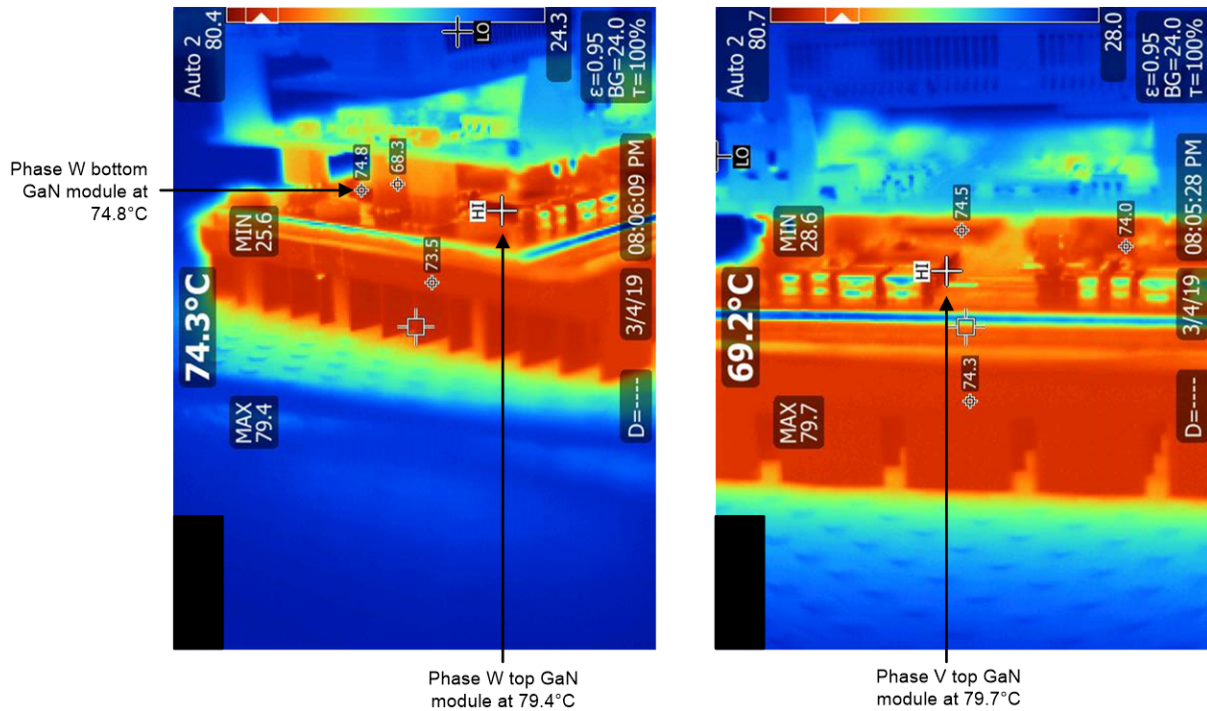 Auto 2
80.4
24.3
LO
ε=0.95
BG=24.0
τ=100%
08:06:09 PM
3/4/19
D=----
MIN
25.6
74.3°C
MAX
79.4
74.8
68.3
HI
73.5
Phase W bottom
GaN module at
74.8°C
Phase W top GaN
module at 79.4°C
Auto 2
80.7
28.0
LO
ε=0.95
BG=24.0
τ=100%
08:05:28 PM
3/4/19
D=----
MIN
28.6
69.2°C
MAX
79.7
74.5
74.0
HI
74.3
Phase V top GaN
module at 79.7°C